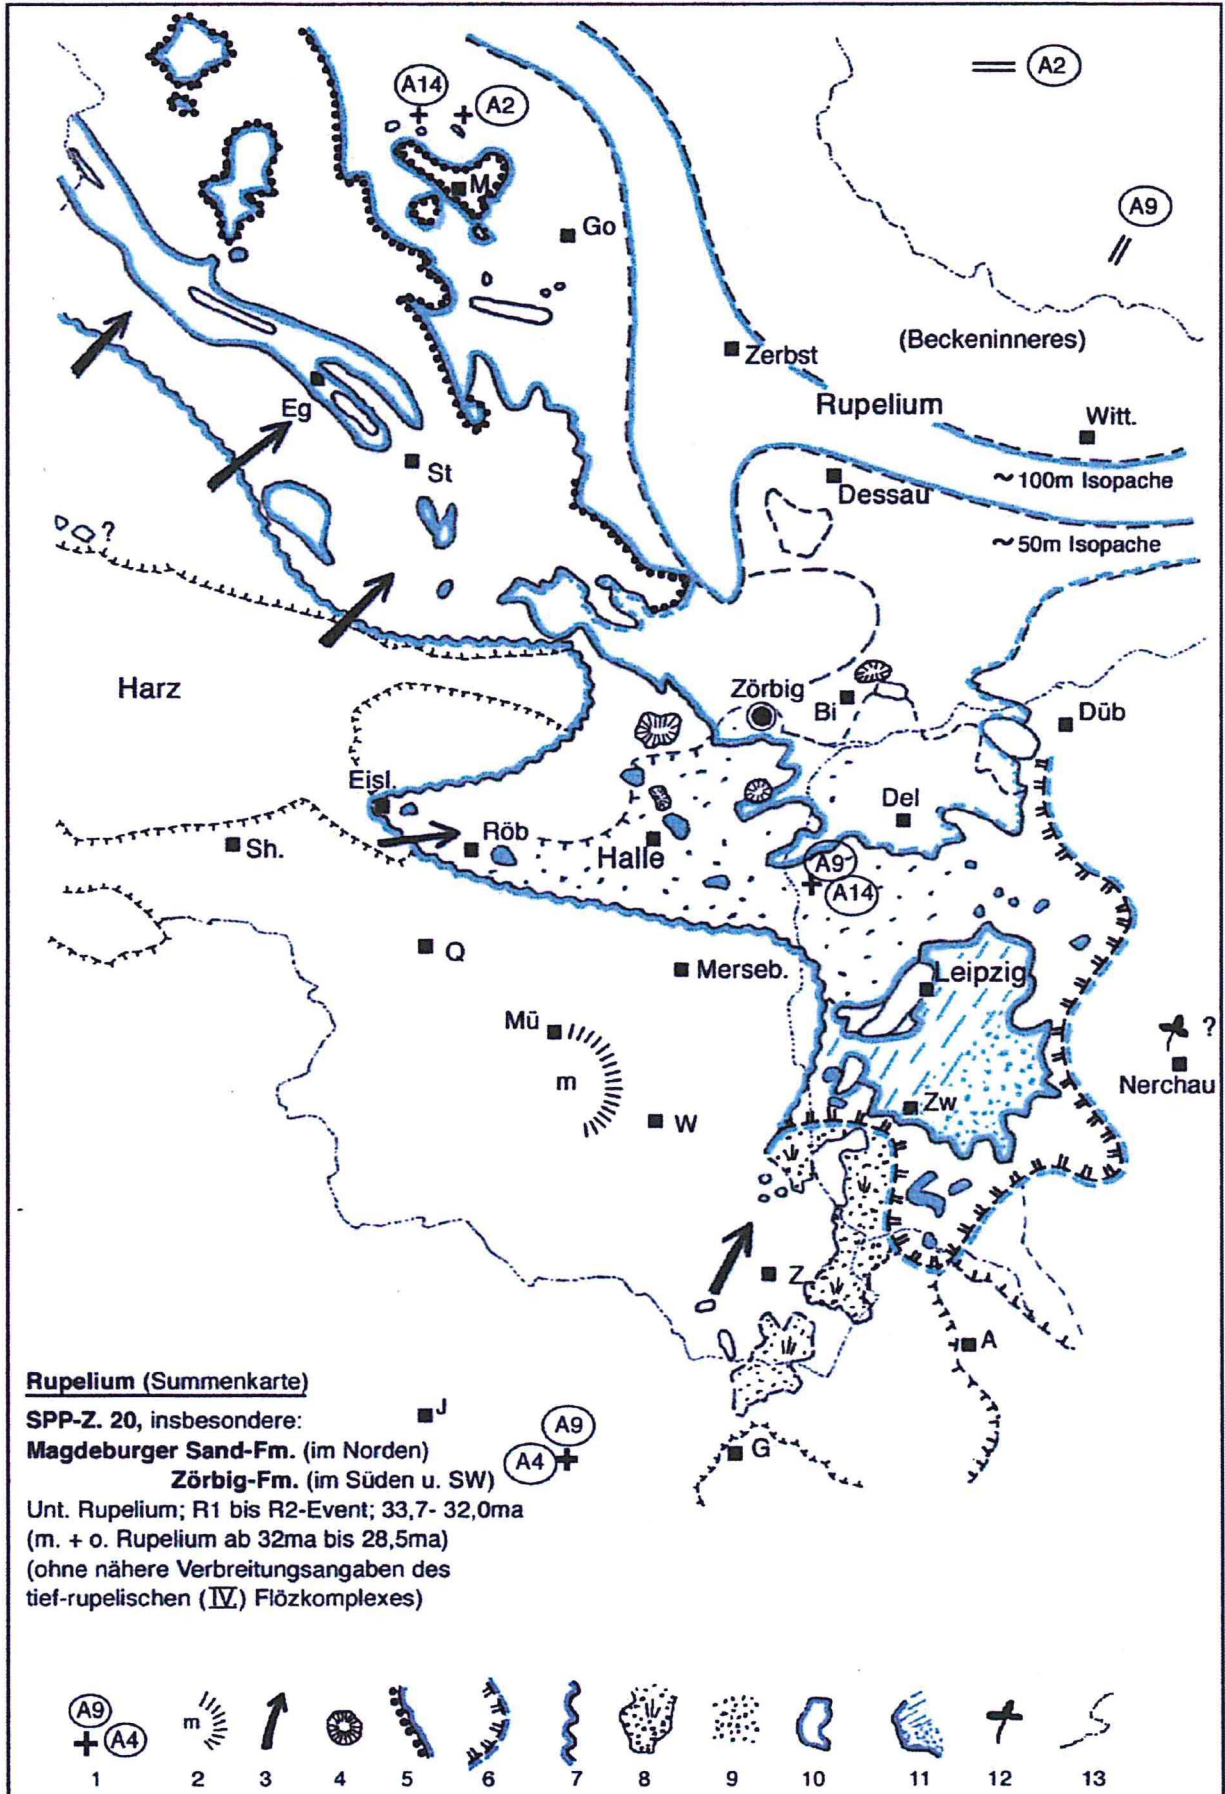 A14
A2
A2
M
Go
A9
(Beckeninneres)
Zerbst
Rupelium
Eg
Witt.
St
~ 100m Isopache
Dessau
?
~ 50m Isopache
Harz
Zörbig
Bi
Düb
Eisl.
Del
Röb
Halle
Sh.
A9
A14
Q
Merseb.
Leipzig
Mü
?
m
Nerchau
Zw
W
Z
A
Rupelium (Summenkarte)
J
SPP-Z. 20, insbesondere:
A9
Magdeburger Sand-Fm. (im Norden)
A4
G
Zörbig-Fm. (im Süden u. SW)
Unt. Rupelium; R1 bis R2-Event; 33,7- 32,0ma
(m. + o. Rupelium ab 32ma bis 28,5ma)
(ohne nähere Verbreitungsangaben des
tief-rupelischen (IV.) Flözkomplexes)
A9
m
A4
1 2 3 4 5 6 7 8 9 10 11 12 13